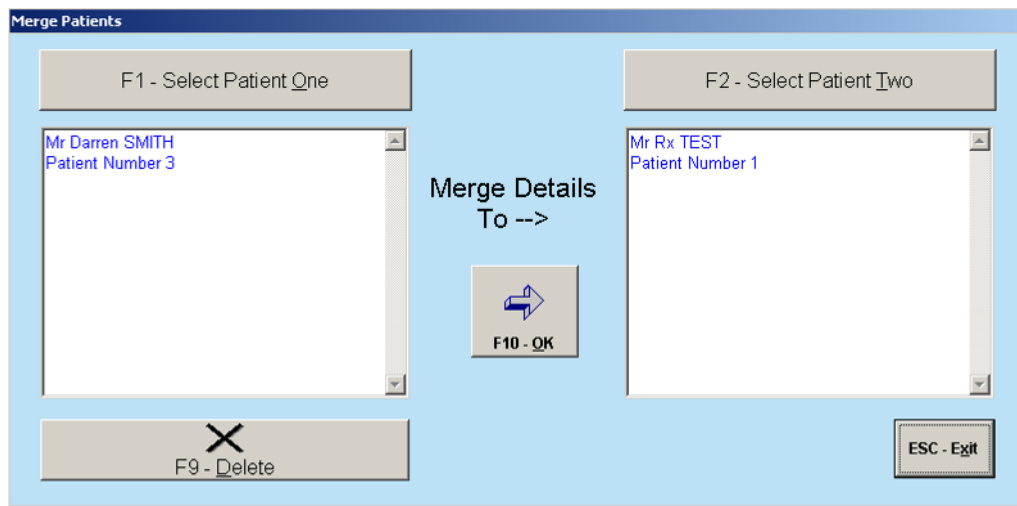 Merge Patients
F1 - Select Patient One
F2 - Select Patient Two
Mr Darren SMITH
Patient Number 3
Merge Details
To -->
F10 - OK
Mr Rx TEST
Patient Number 1
F9 - Delete
ESC - Exit